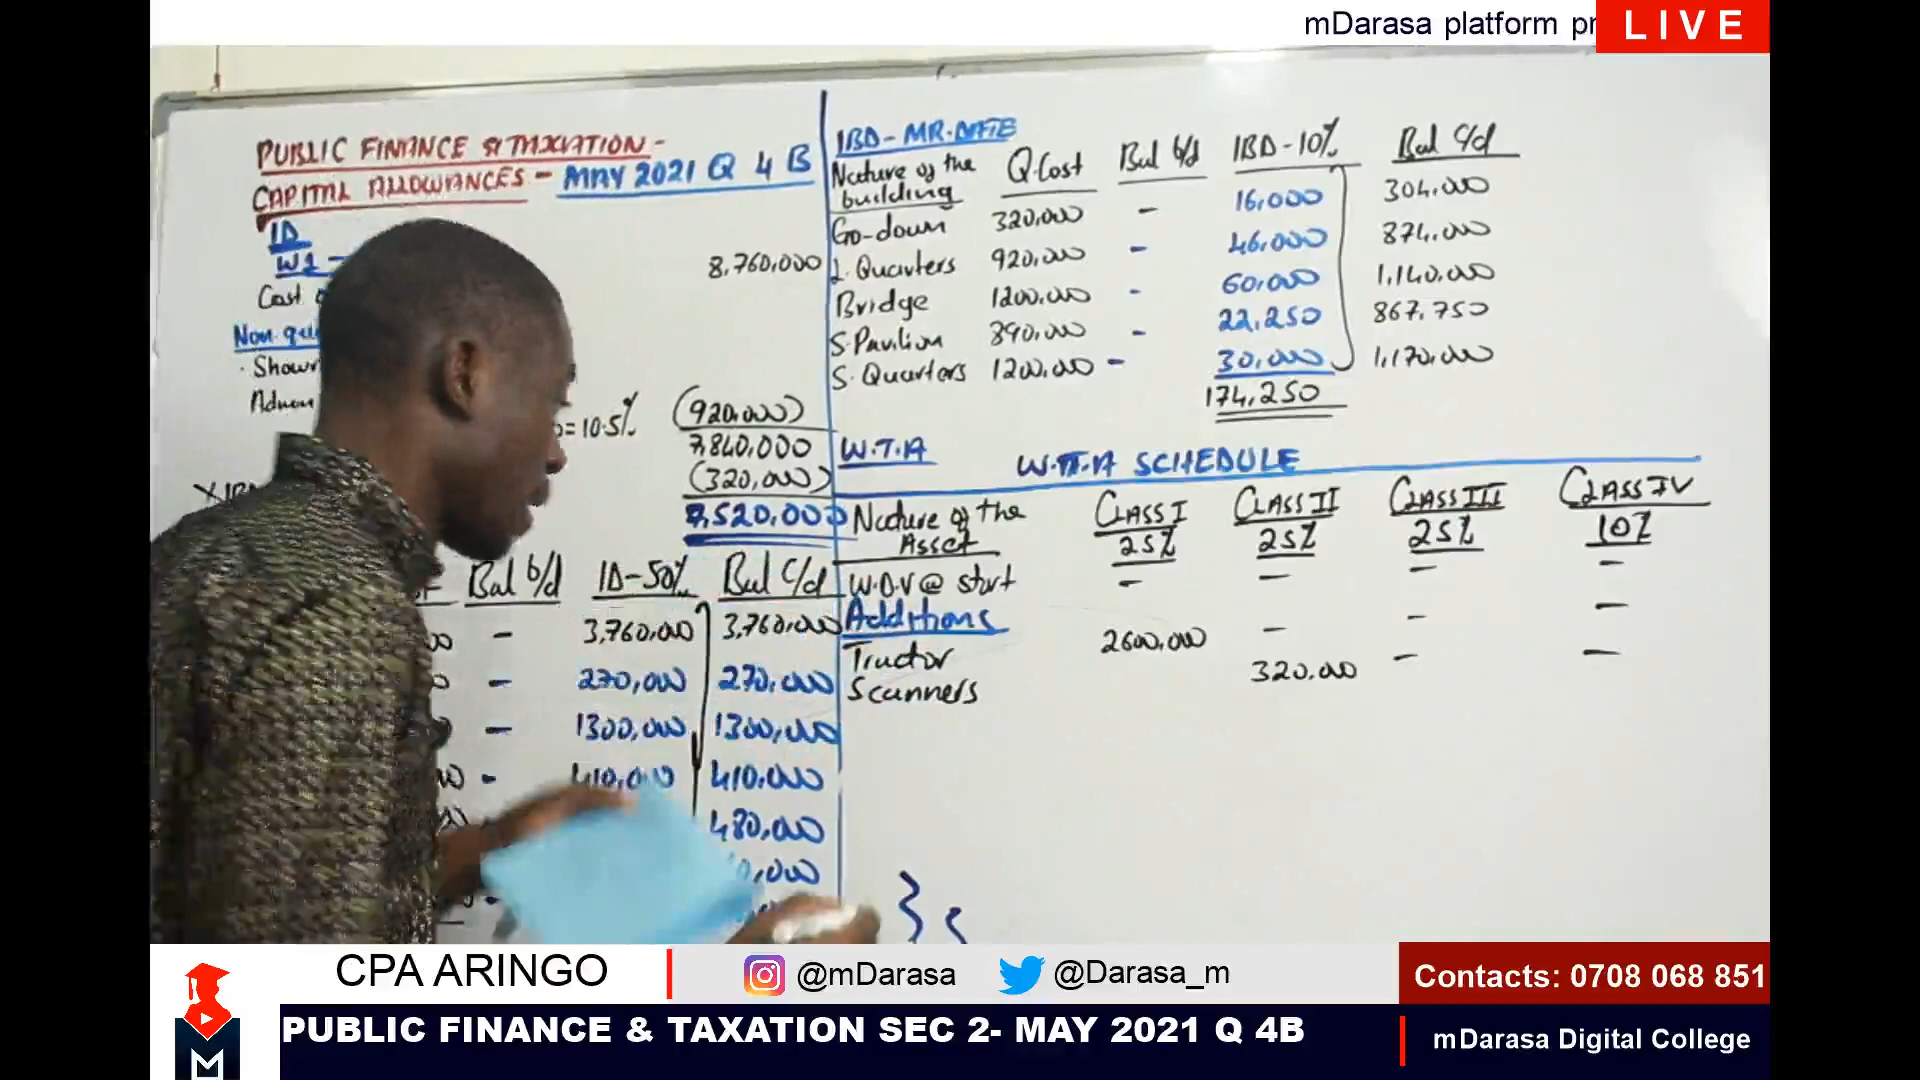 mDarasa platform pr
LIVE
PUBLIC FINANCE & TAXATION -
CAPITAL ALLOWANCES - MAY 2021 Q 4 B
ID
W1 -
8,760,000
Cost
= 10.5%
(920,000)
7,840,000
(320,000)
7,520,000
Bal b/d ID-50% Bal c/d
- 3,760,000 3,760,000
- 270,000 270,000
- 1300,000 1300,000
- 410,000 410,000
480,000
IBD-
Nature of the building Q.Cost Bal b/d IBD-10% Bal c/d
Go-down 320,000 - 16,000 304,000
L.Quarters 920,000 - 46,000 874,000
Bridge 1200,000 - 60,000 1,140,000
S.Pavilion 890,000 - 22,250 867,750
S.Quarters 1200,000 - 30,000 1,170,000
174,250
W.T.A
W.T.A SCHEDULE
Nature of the Asset CLASS I CLASS II CLASS III CLASS IV
25% 25% 25% 10%
W.D.V @ start - - - -
Additions
Tractor 2600,000 - - -
Scanners 320,000 - -
CPA ARINGO
@mDarasa
@Darasa_m
Contacts: 0708 068 851
M
PUBLIC FINANCE & TAXATION SEC 2- MAY 2021 Q 4B
mDarasa Digital College